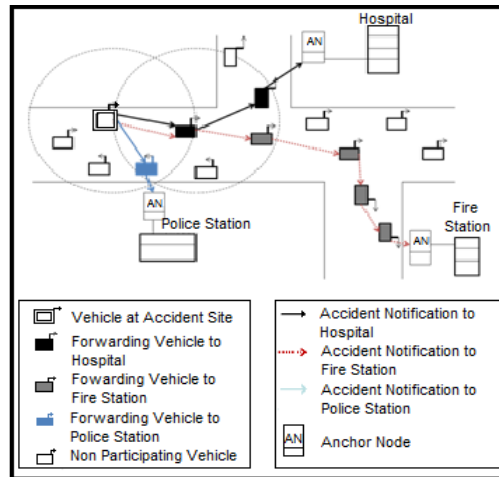 Hospital
AN
AN
Police Station
AN
Fire
Station
Vehicle at Accident Site
Forwarding Vehicle to
Hospital
Fowarding Vehicle to
Fire Station
Forwarding Vehicle to
Police Station
Non Participating Vehicle
Accident Notification to
Hospital
Accident Notification to
Fire Station
Accident Notification to
Police Station
AN
Anchor Node